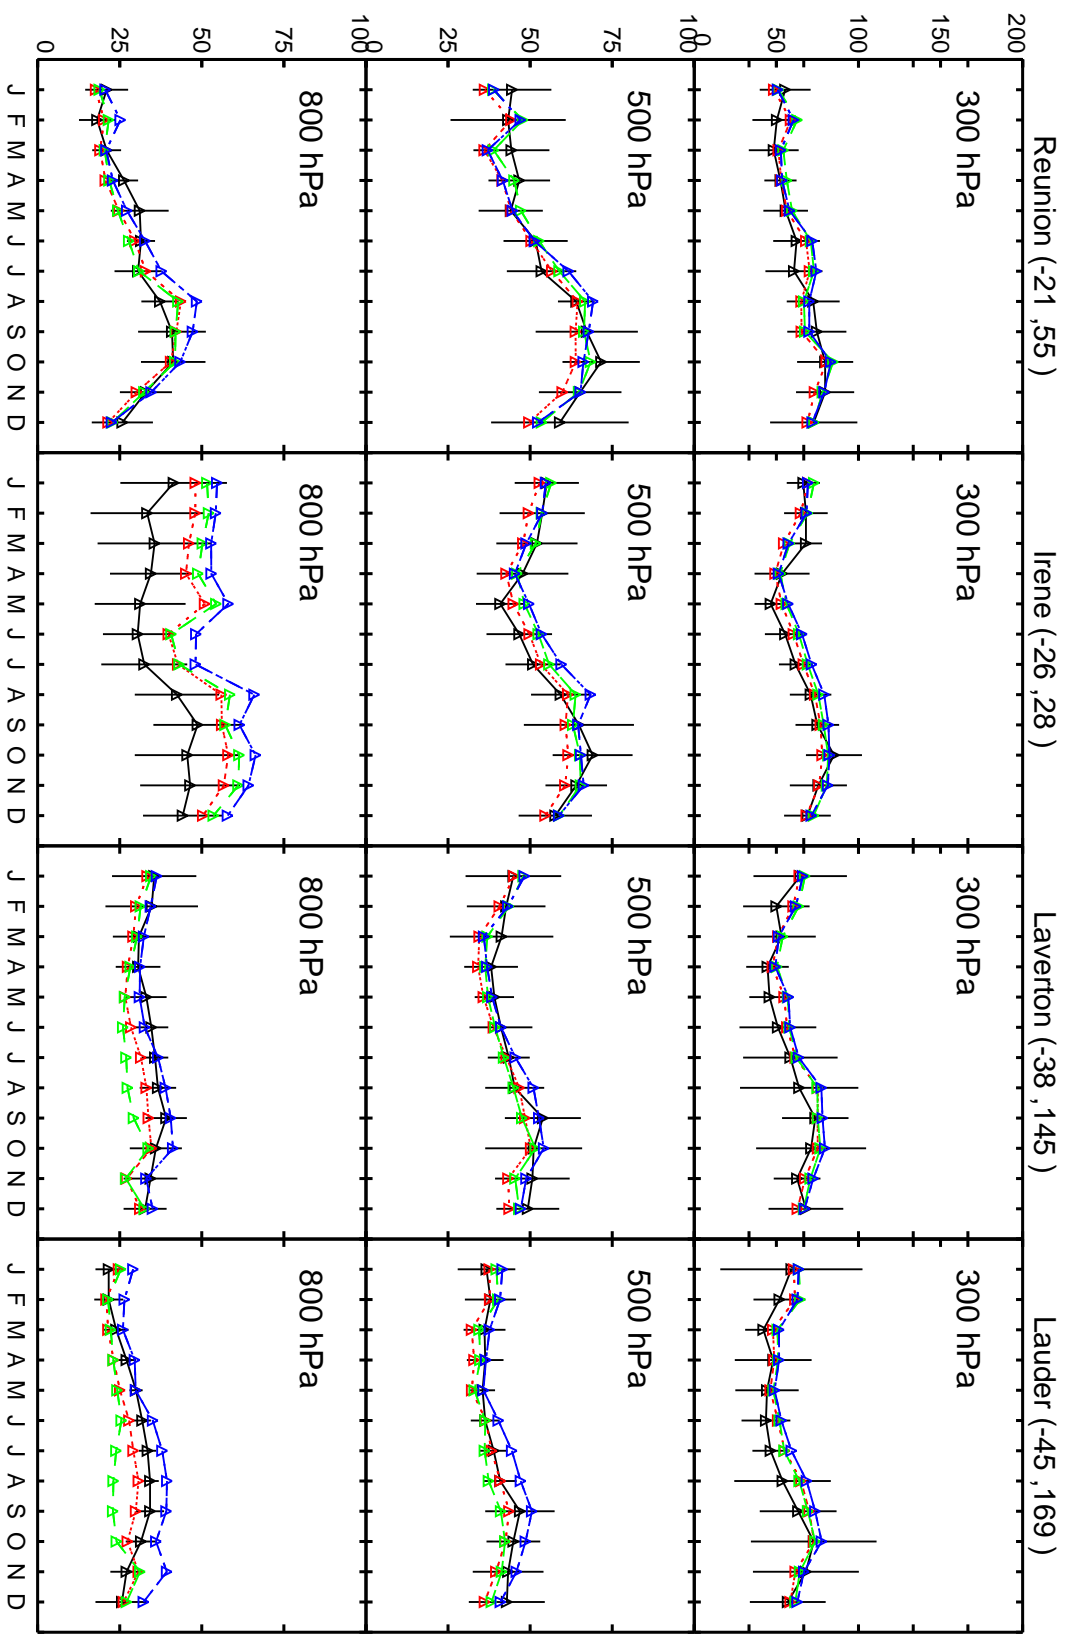 Reunion (-21 ,55 )
Irene (-26 ,28 )
Laverton (-38 ,145 )
Lauder (-45 ,169 )
200
150
100
50
0
300 hPa
300 hPa
300 hPa
300 hPa
100
75
50
25
0
500 hPa
500 hPa
500 hPa
500 hPa
100
75
50
25
0
800 hPa
800 hPa
800 hPa
800 hPa
J F M A M J J A S O N D
J F M A M J J A S O N D
J F M A M J J A S O N D
J F M A M J J A S O N D